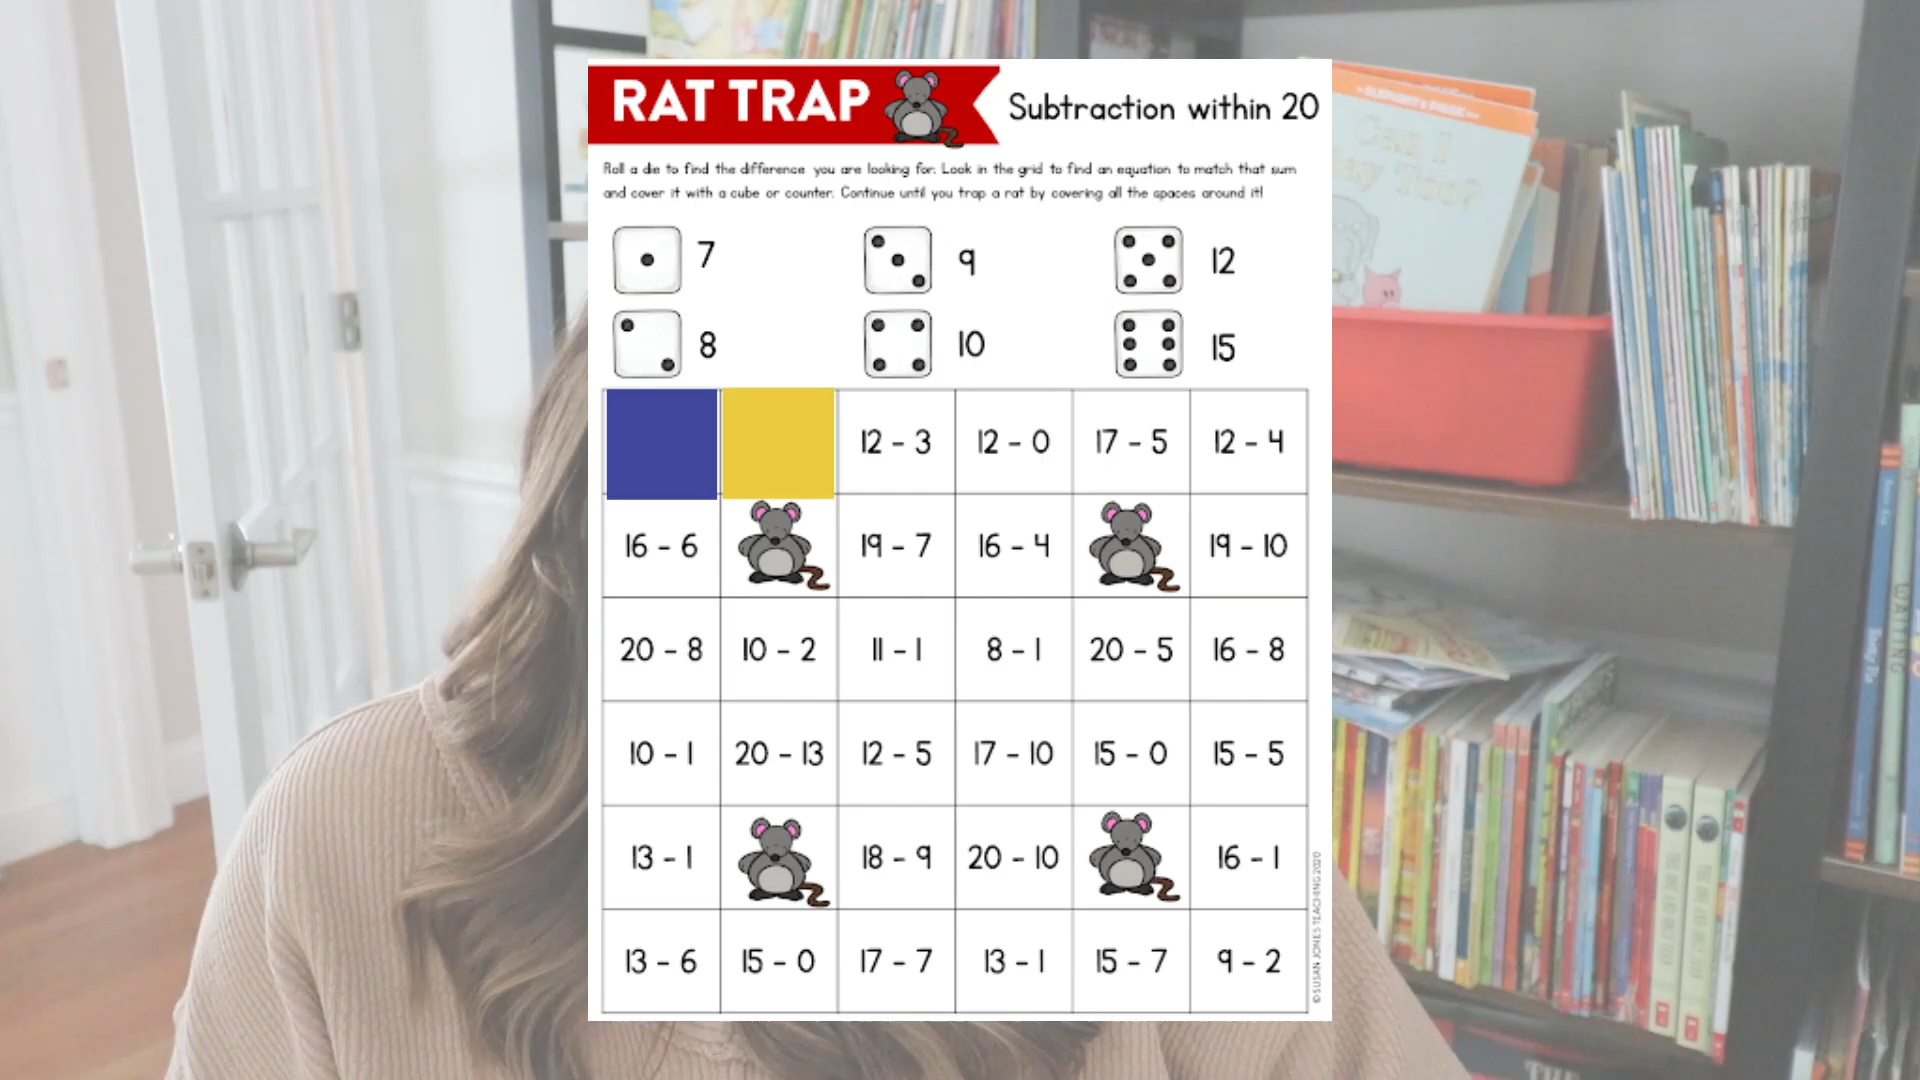 RAT TRAP
Subtraction within 20
Roll a die to find the difference you are looking for. Look in the grid to find an equation to match that sum
and cover it with a cube or counter. Continue until you trap a rat by covering all the spaces around it!
7 9 12
8 10 15
12 - 3 12 - 0 17 - 5 12 - 4
16 - 6 19 - 7 16 - 4 19 - 10
20 - 8 10 - 2 11 - 1 8 - 1 20 - 5 16 - 8
10 - 1 20 - 13 12 - 5 17 - 10 15 - 0 15 - 5
13 - 1 18 - 9 20 - 10 16 - 1
13 - 6 15 - 0 17 - 7 13 - 1 15 - 7 9 - 2
©SUSAN JONES TEACHING 2020
Can I
Play Too?
ELEPHANT & PIGGIE
WAITING